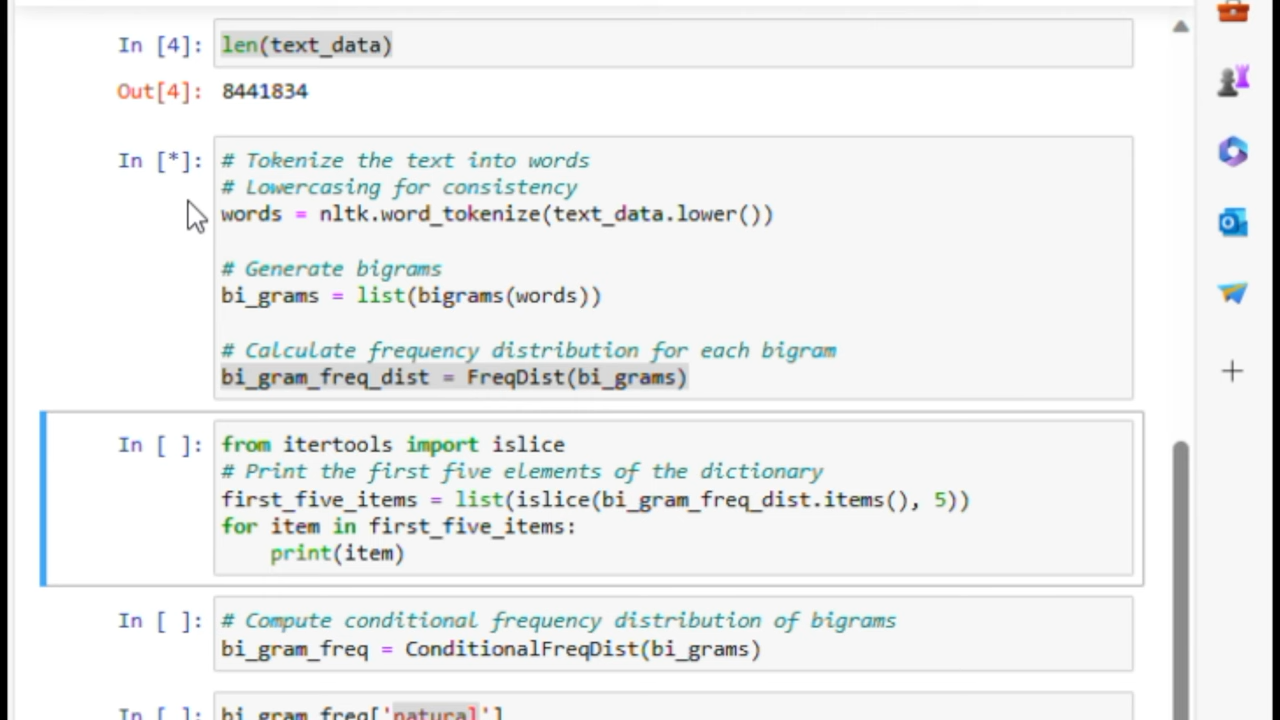 In [4]: len(text_data)
Out[4]: 8441834
In [*]: # Tokenize the text into words
# Lowercasing for consistency
words = nltk.word_tokenize(text_data.lower())
# Generate bigrams
bi_grams = list(bigrams(words))
# Calculate frequency distribution for each bigram
bi_gram_freq_dist = FreqDist(bi_grams)
In [ ]: from itertools import islice
# Print the first five elements of the dictionary
first_five_items = list(islice(bi_gram_freq_dist.items(), 5))
for item in first_five_items:
    print(item)
In [ ]: # Compute conditional frequency distribution of bigrams
bi_gram_freq = ConditionalFreqDist(bi_grams)
In [ ]: bi_gram_freq['natural']